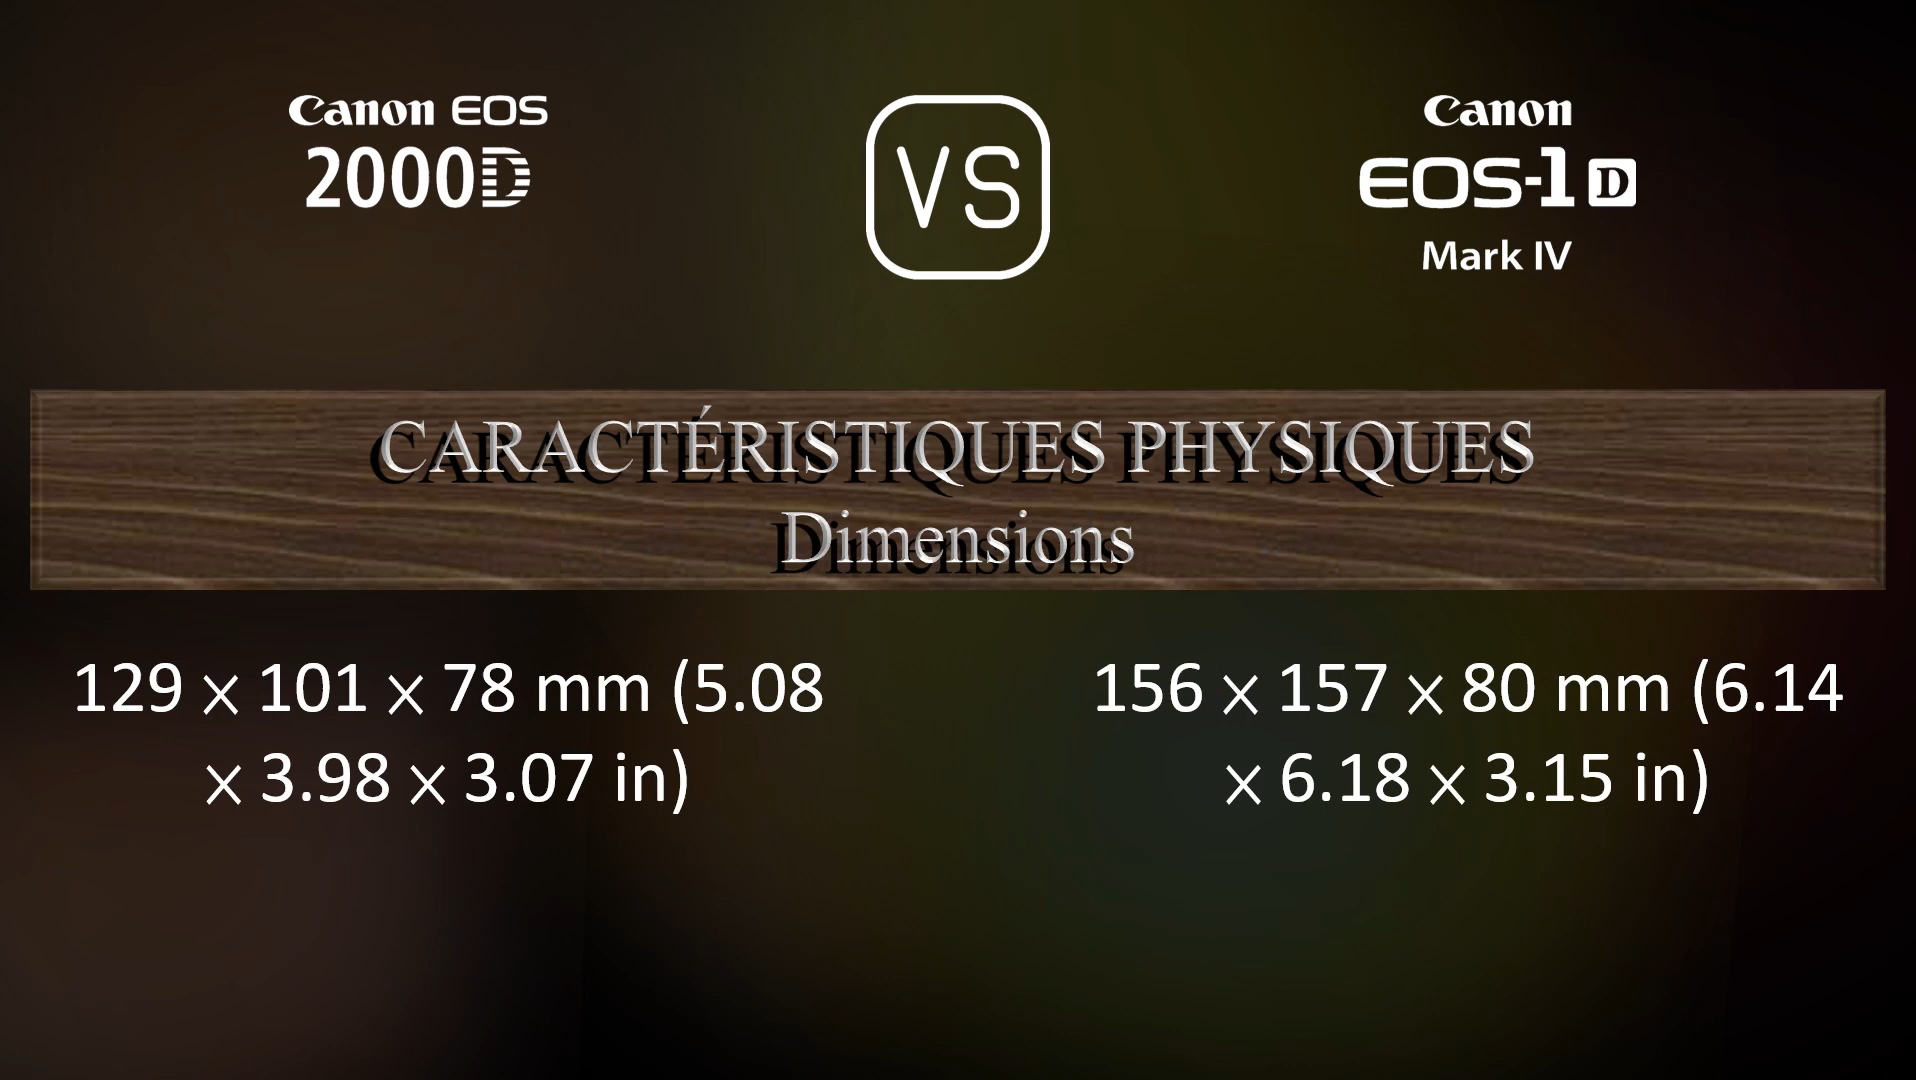 Canon EOS
2000D
VS
Canon
EOS-1 D
Mark IV
CARACTÉRISTIQUES PHYSIQUES
Dimensions
129 x 101 x 78 mm (5.08
x 3.98 x 3.07 in)
156 x 157 x 80 mm (6.14
x 6.18 x 3.15 in)